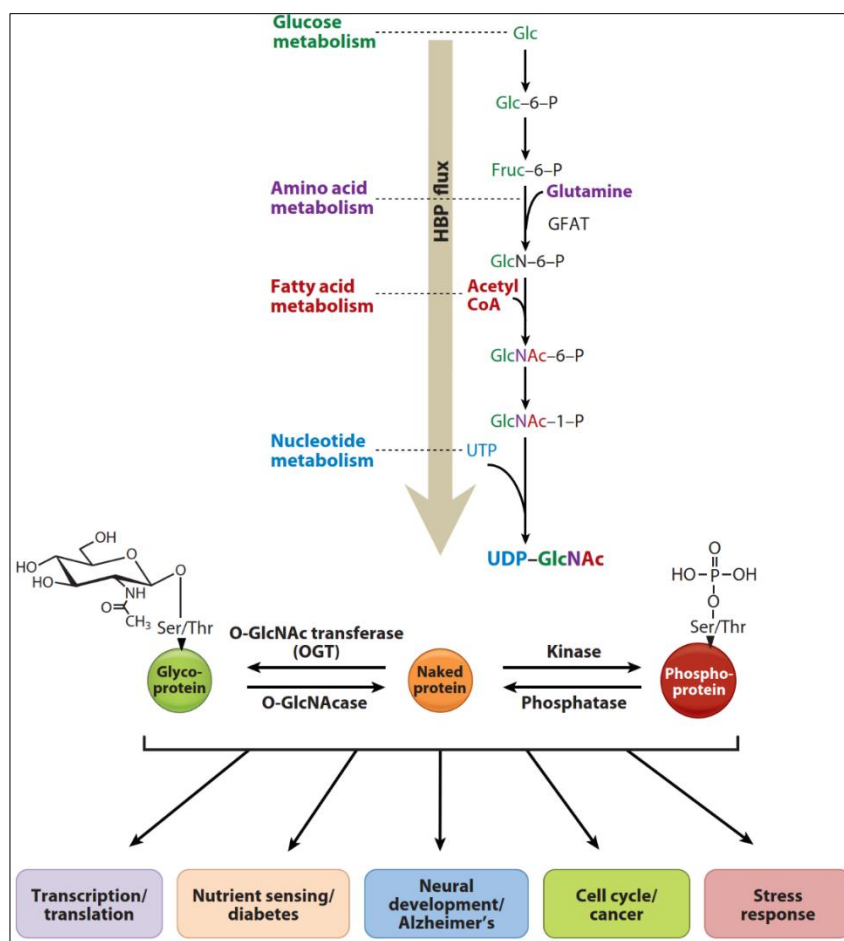 Glucose
metabolism
Glc
Glc–6–P
Fruc–6–P
Amino acid
metabolism
Glutamine
GFAT
HBP flux
GlcN–6–P
Fatty acid
metabolism
Acetyl
CoA
GlcNAc–6–P
GlcNAc–1–P
Nucleotide
metabolism
UTP
UDP–GlcNAc
OH
O
HO
HO
O
NH
O
CH3
Ser/Thr
O
HO–P–OH
O
Ser/Thr
O-GlcNAc transferase
(OGT)
Kinase
Glyco-
protein
Naked
protein
Phospho-
protein
O-GlcNAcase
Phosphatase
Transcription/
translation
Nutrient sensing/
diabetes
Neural
development/
Alzheimer's
Cell cycle/
cancer
Stress
response